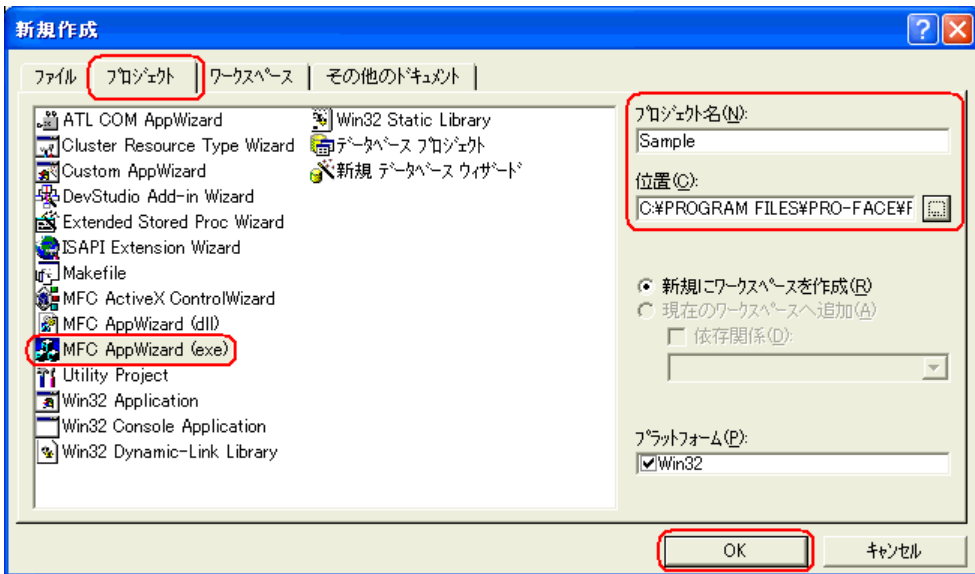 新規作成
ファイル プロジェクト ワークスペース その他のドキュメント
ATL COM AppWizard
Cluster Resource Type Wizard
Custom AppWizard
DevStudio Add-in Wizard
Extended Stored Proc Wizard
ISAPI Extension Wizard
Makefile
MFC ActiveX ControlWizard
MFC AppWizard (dll)
MFC AppWizard (exe)
Utility Project
Win32 Application
Win32 Console Application
Win32 Dynamic-Link Library
Win32 Static Library
データベース プロジェクト
新規 データベース ウィザード
プロジェクト名(N):
Sample
位置(C):
C:¥PROGRAM FILES¥PRO-FACE¥F
...
新規にワークスペースを作成(R)
現在のワークスペースへ追加(A)
依存関係(D):
プラットフォーム(P):
Win32
OK キャンセル